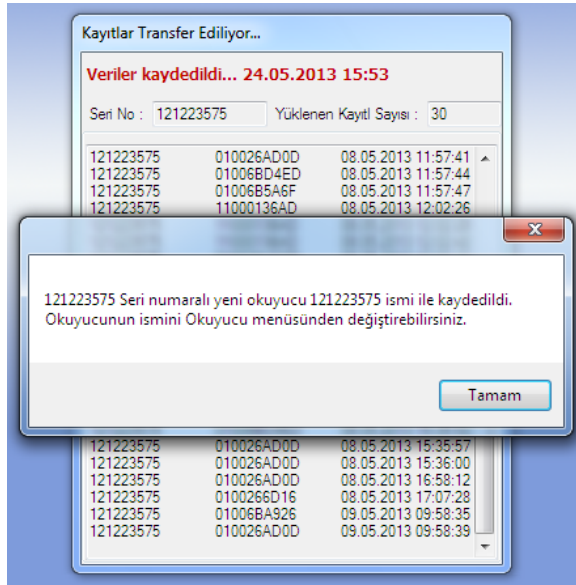 Kayıtlar Transfer Ediliyor...
Veriler kaydedildi... 24.05.2013 15:53
Seri No : 121223575 Yüklenen Kayıtl Sayısı : 30
121223575 010026AD0D 08.05.2013 11:57:41
121223575 01006BD4ED 08.05.2013 11:57:44
121223575 01006B5A6F 08.05.2013 11:57:47
121223575 11000136AD 08.05.2013 12:02:26
121223575 Seri numaralı yeni okuyucu 121223575 ismi ile kaydedildi.
Okuyucunun ismini Okuyucu menüsünden değiştirebilirsiniz.
Tamam
121223575 010026AD0D 08.05.2013 15:35:57
121223575 010026AD0D 08.05.2013 15:36:00
121223575 010026AD0D 08.05.2013 16:58:12
121223575 0100266D16 08.05.2013 17:07:28
121223575 01006BA926 09.05.2013 09:58:35
121223575 010026AD0D 09.05.2013 09:58:39